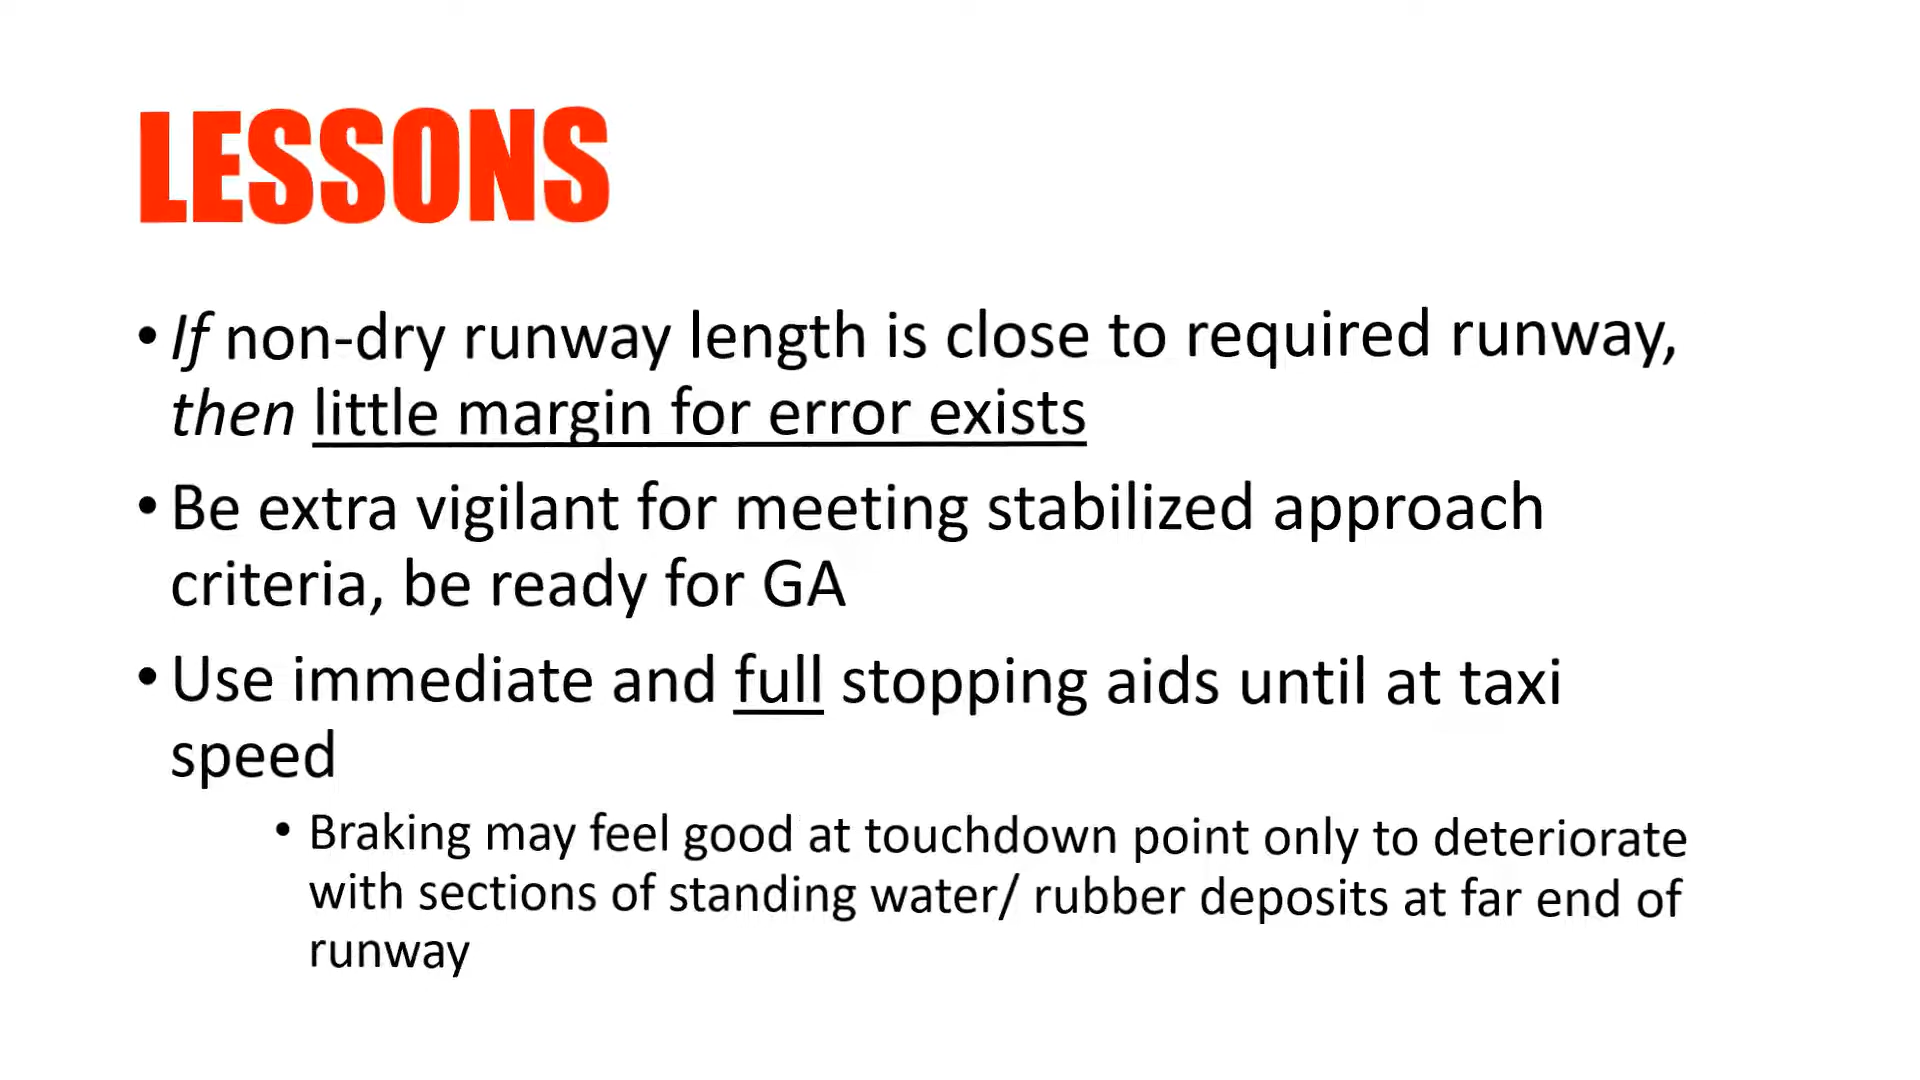 LESSONS
• If non-dry runway length is close to required runway,
then little margin for error exists
• Be extra vigilant for meeting stabilized approach
criteria, be ready for GA
• Use immediate and full stopping aids until at taxi
speed
• Braking may feel good at touchdown point only to deteriorate
with sections of standing water/ rubber deposits at far end of
runway